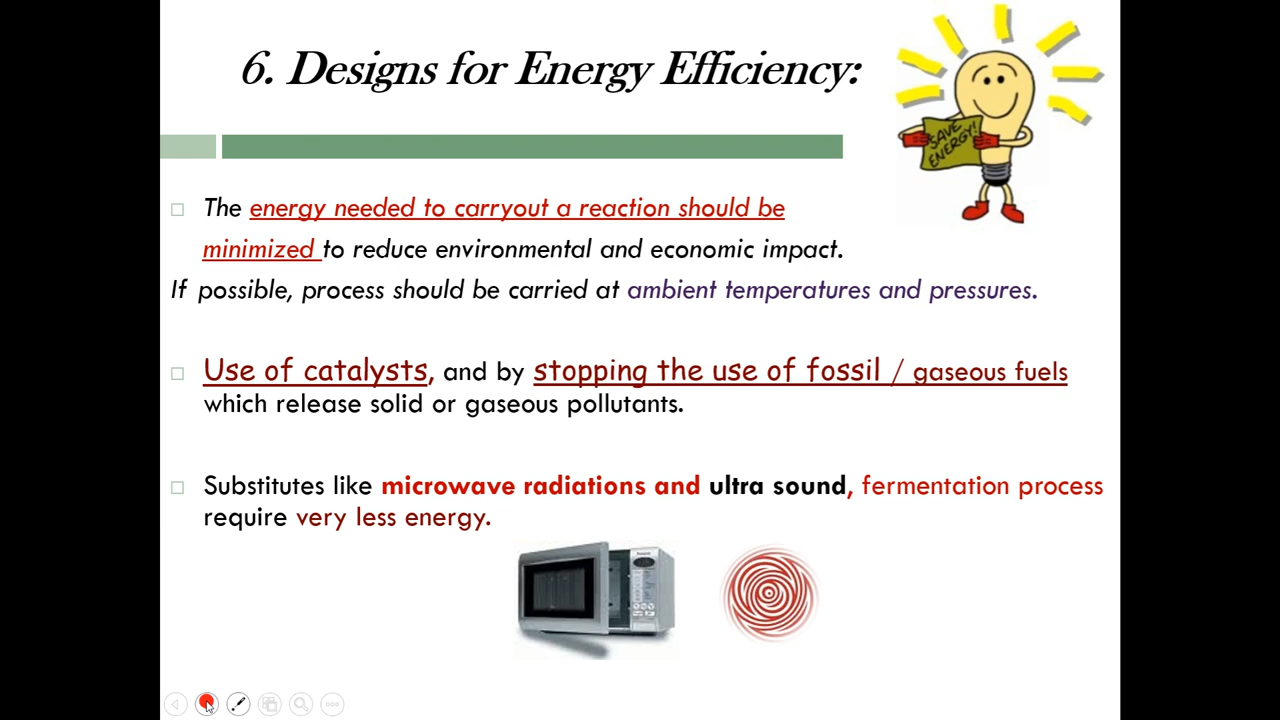 6. Designs for Energy Efficiency:
SAVE
ENERGY!
The energy needed to carryout a reaction should be
minimized to reduce environmental and economic impact.
If possible, process should be carried at ambient temperatures and pressures.
Use of catalysts, and by stopping the use of fossil / gaseous fuels
which release solid or gaseous pollutants.
Substitutes like microwave radiations and ultra sound, fermentation process
require very less energy.